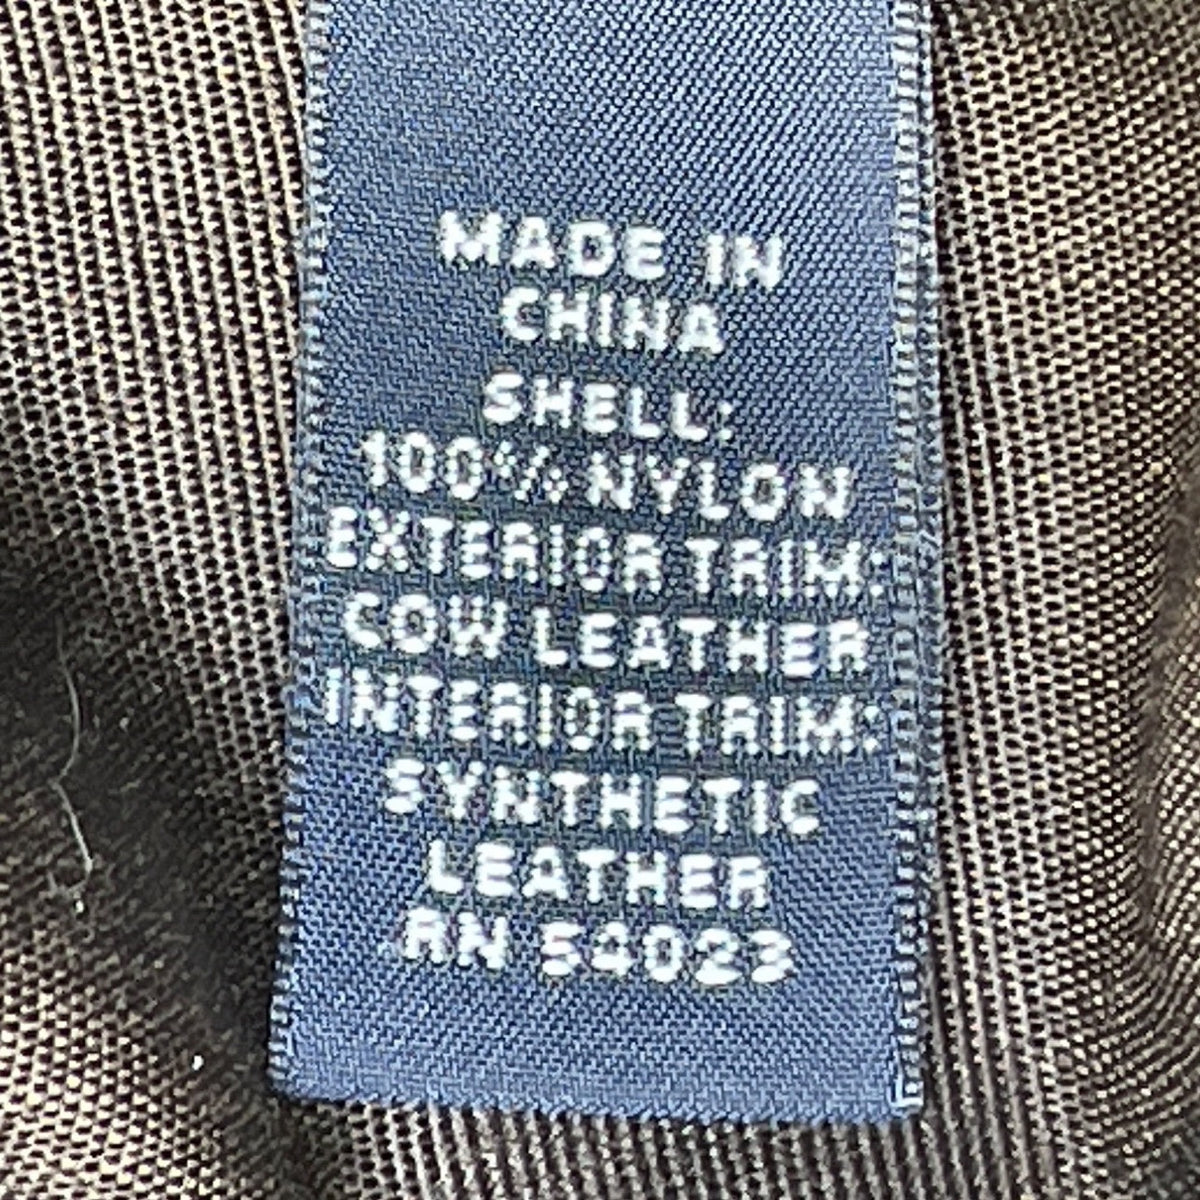 MADE IN
CHINA
SHELL:
100% NYLON
EXTERIOR TRIM:
COW LEATHER
INTERIOR TRIM:
SYNTHETIC
LEATHER
RN 54023